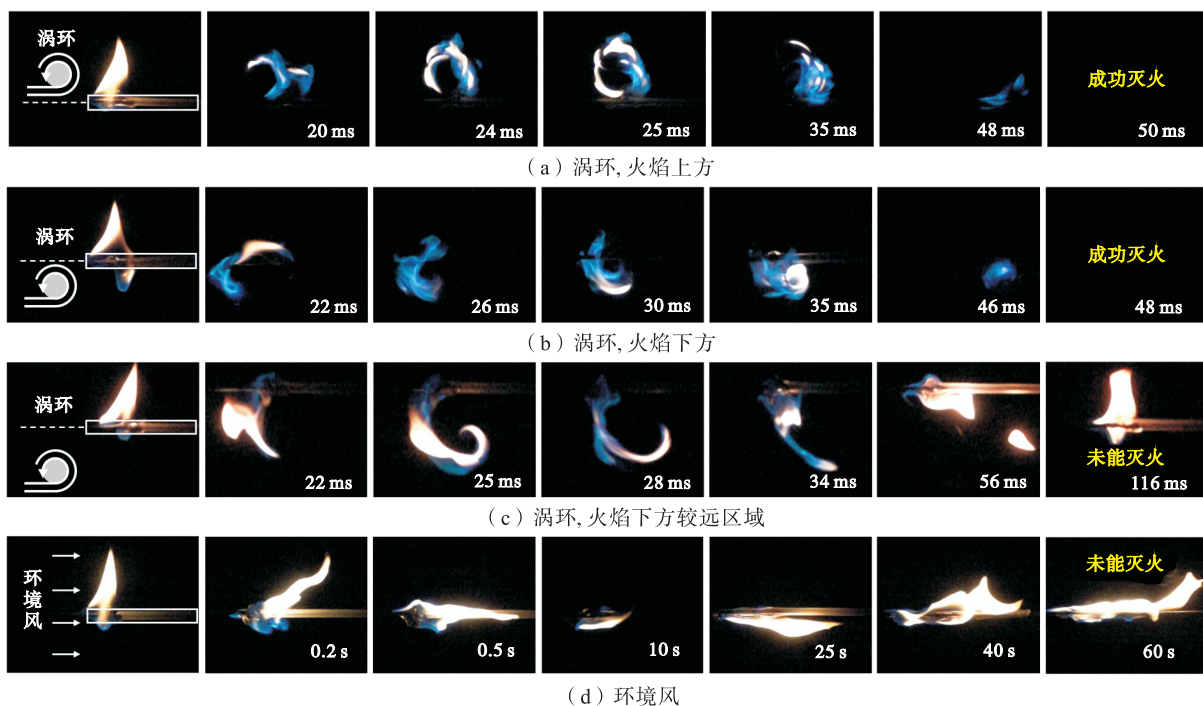 涡环
20 ms
24 ms
25 ms
35 ms
48 ms
成功灭火
50 ms
（a）涡环, 火焰上方
涡环
22 ms
26 ms
30 ms
35 ms
46 ms
成功灭火
48 ms
（b）涡环, 火焰下方
涡环
22 ms
25 ms
28 ms
34 ms
56 ms
未能灭火
116 ms
（c）涡环, 火焰下方较远区域
环境风
0.2 s
0.5 s
10 s
25 s
40 s
未能灭火
60 s
（d）环境风